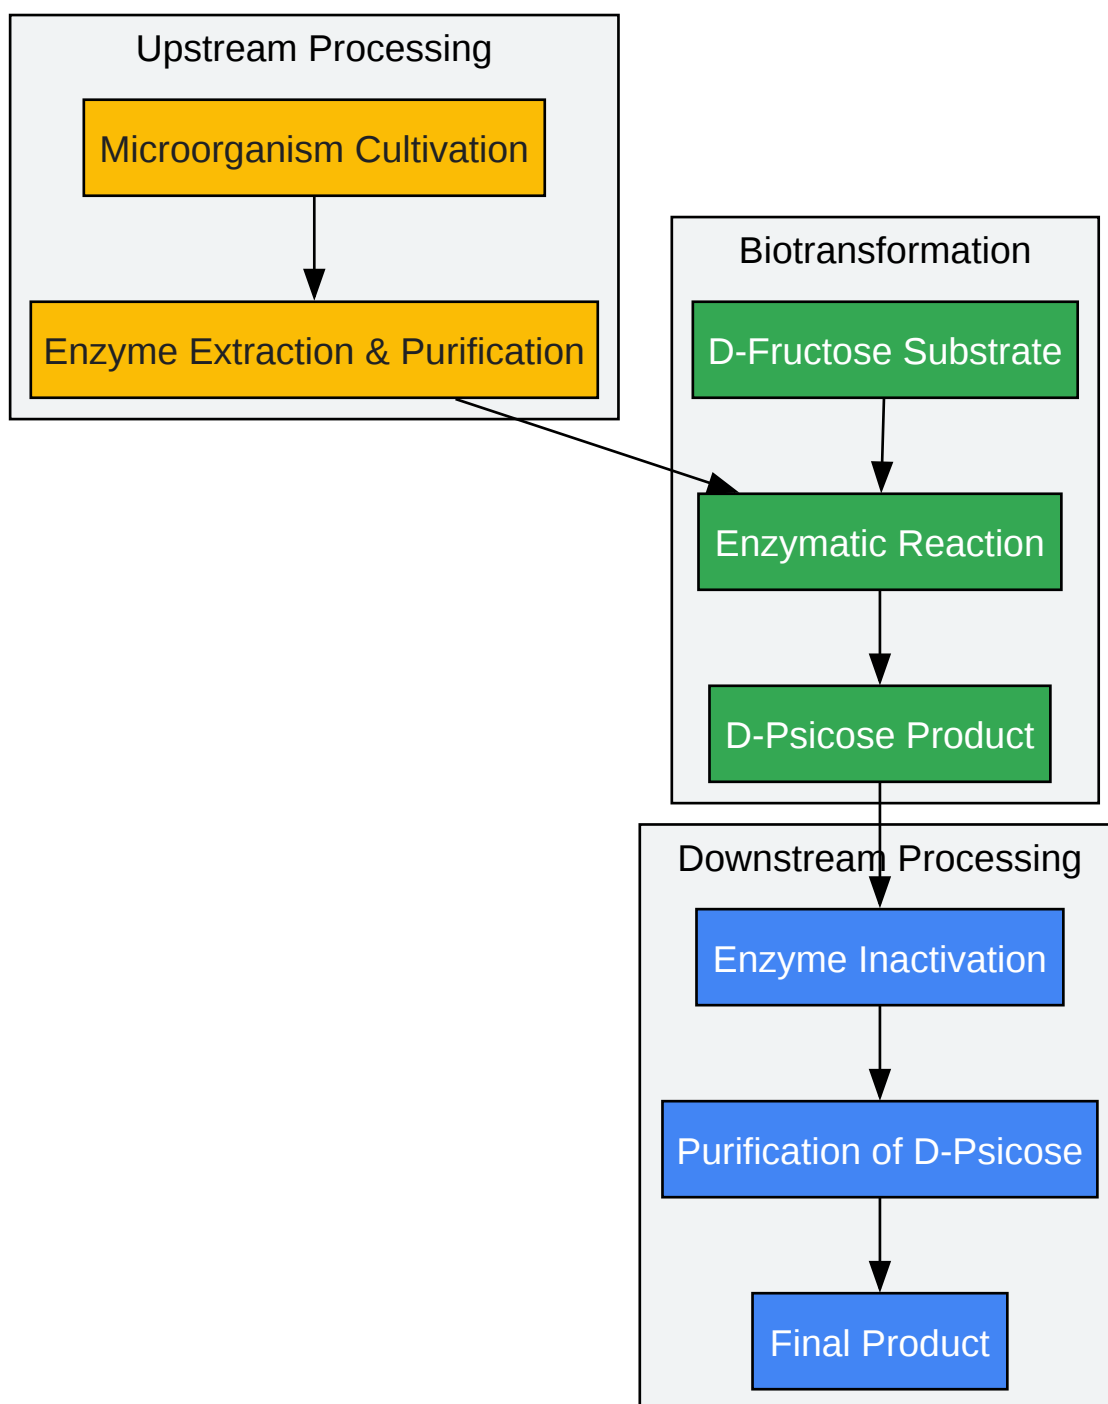 Upstream Processing
Microorganism Cultivation
Enzyme Extraction & Purification
Biotransformation
D-Fructose Substrate
Enzymatic Reaction
D-Psicose Product
Downstream Processing
Enzyme Inactivation
Purification of D-Psicose
Final Product